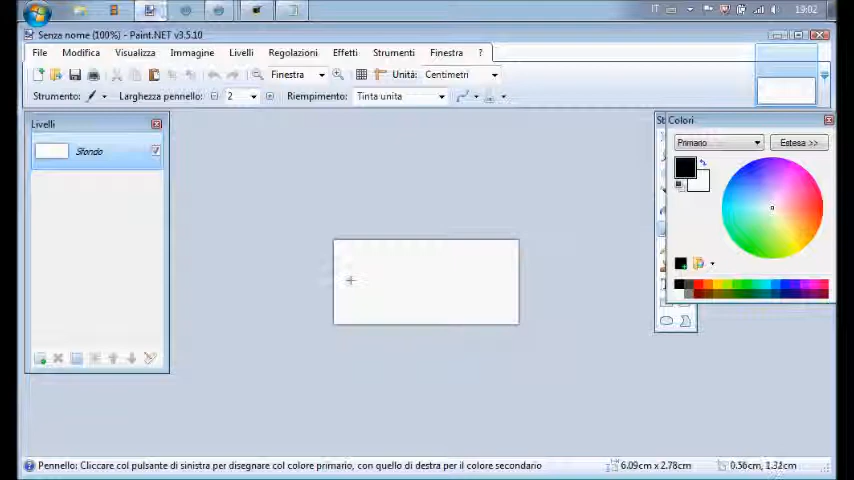 IT 19:02
Senza nome (100%) - Paint.NET v3.5.10
File Modifica Visualizza Immagine Livelli Regolazioni Effetti Strumenti Finestra ?
Finestra Unità: Centimetri
Strumento: Larghezza pennello: 2 Riempimento: Tinta unita
Livelli
Sfondo
St
Colori
Primario Estesa >>
Pennello: Cliccare col pulsante di sinistra per disegnare col colore primario, con quello di destra per il colore secondario
6.09cm x 2.78cm
0.56cm, 1.32cm